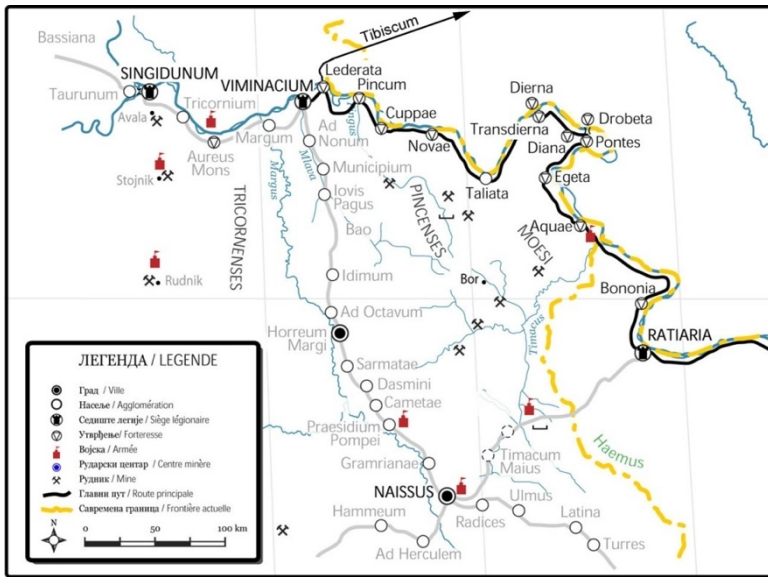 Tibiscum
Bassiana
SINGIDUNUM
VIMINACIUM
Lederata
Pincum
Taurunum
Tricornium
Avala
Margum
Aureus
Mons
Ad
Nonum
Pingus
Cuppae
Novae
Dierna
Transdierna
Drobeta
Diana
Pontes
Egeta
Taliata
Stojnik
Mlava
Margus
Municipium
Iovis
Pagus
TRICORNENSES
PINCENSES
MOESI
Aquae
Bao
Rudnik
Idimum
Bor
Bononia
Timacus
Ad Octavum
Horreum
Margi
RATIARIA
Sarmatae
Dasmini
Cametae
Praesidium
Pompei
Haemus
Timacum
Maius
Gramrianae
NAISSUS
Hammeum
Radices
Ulmus
Latina
Ad Herculem
Turres
ЛЕГЕНДА / LEGENDE
Град / Ville
Насеље / Agglomération
Седиште легије / Siège légionaire
Утврђење / Forteresse
Војска / Armée
Рударски центар / Centre minère
Рудник / Mine
Главни пут / Route principale
Савремена граница / Frontière actuelle
N
0 50 100 km